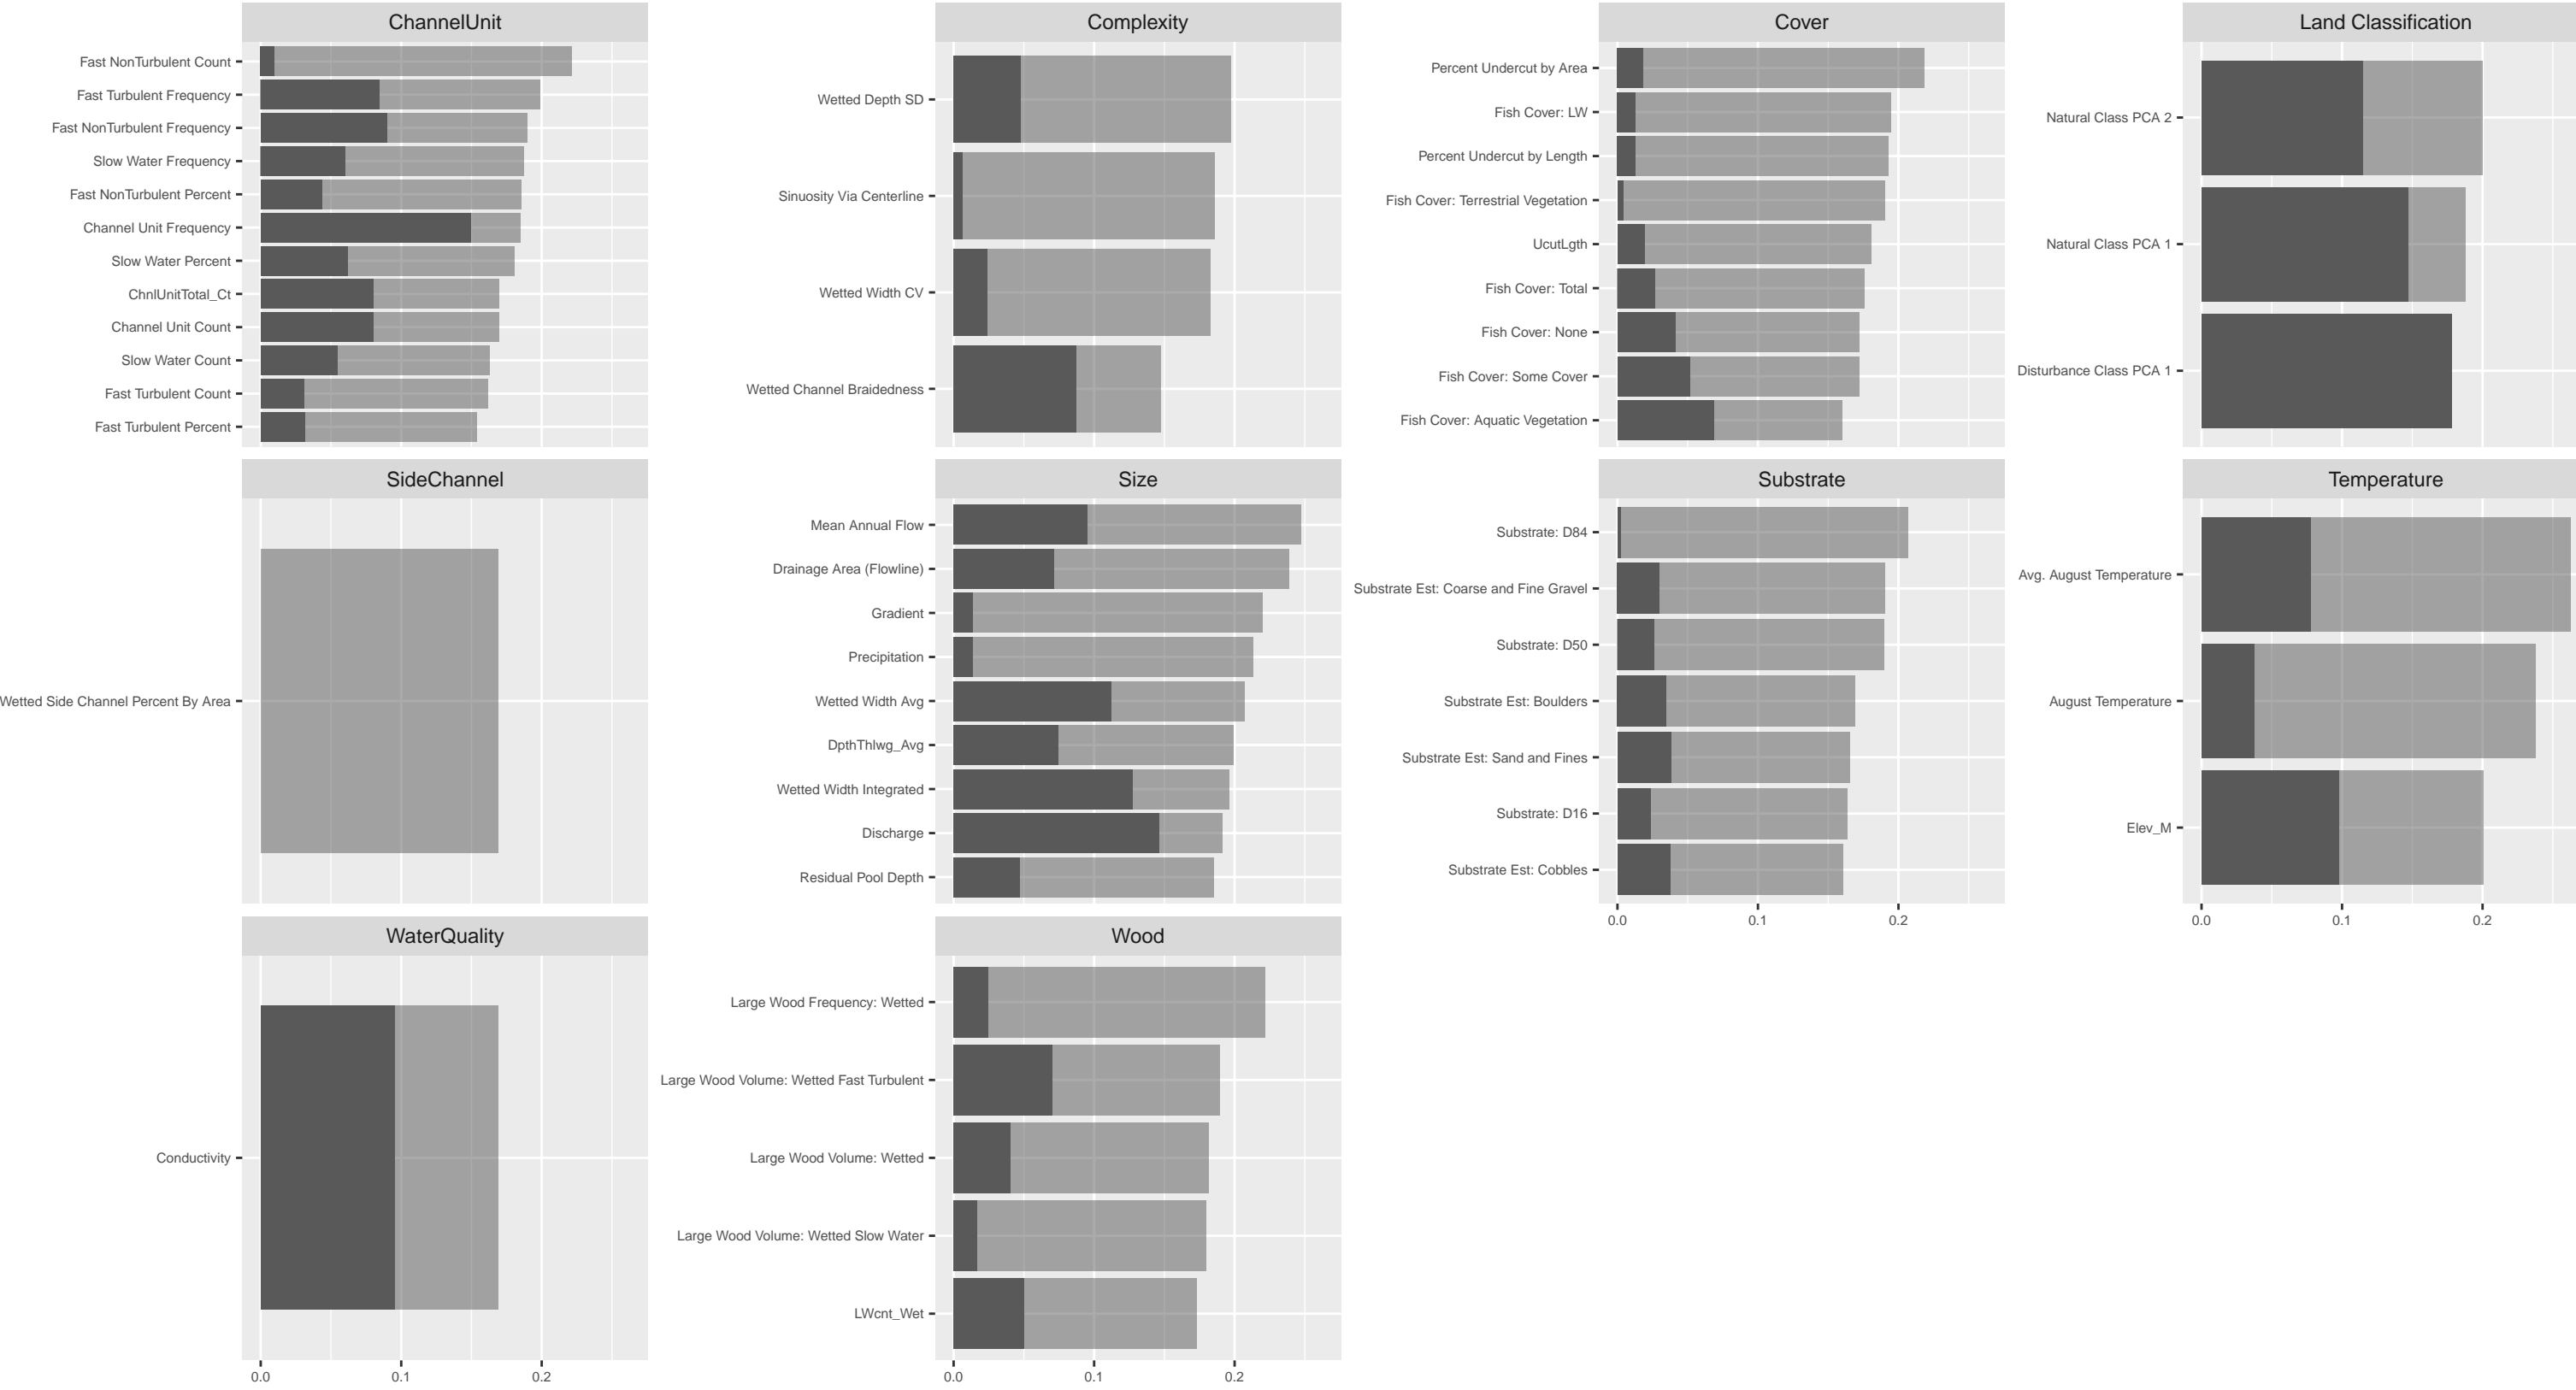 ChannelUnit
Fast NonTurbulent Count
Fast Turbulent Frequency
Fast NonTurbulent Frequency
Slow Water Frequency
Fast NonTurbulent Percent
Channel Unit Frequency
Slow Water Percent
ChnlUnitTotal_Ct
Channel Unit Count
Slow Water Count
Fast Turbulent Count
Fast Turbulent Percent
Complexity
Wetted Depth SD
Sinuosity Via Centerline
Wetted Width CV
Wetted Channel Braidedness
Cover
Percent Undercut by Area
Fish Cover: LW
Percent Undercut by Length
Fish Cover: Terrestrial Vegetation
UcutLgth
Fish Cover: Total
Fish Cover: None
Fish Cover: Some Cover
Fish Cover: Aquatic Vegetation
Land Classification
Natural Class PCA 2
Natural Class PCA 1
Disturbance Class PCA 1
SideChannel
Wetted Side Channel Percent By Area
Size
Mean Annual Flow
Drainage Area (Flowline)
Gradient
Precipitation
Wetted Width Avg
DpthThlwg_Avg
Wetted Width Integrated
Discharge
Residual Pool Depth
Substrate
Substrate: D84
Substrate Est: Coarse and Fine Gravel
Substrate: D50
Substrate Est: Boulders
Substrate Est: Sand and Fines
Substrate: D16
Substrate Est: Cobbles
0.0 0.1 0.2
Temperature
Avg. August Temperature
August Temperature
Elev_M
0.0 0.1 0.2
WaterQuality
Conductivity
0.0 0.1 0.2
Wood
Large Wood Frequency: Wetted
Large Wood Volume: Wetted Fast Turbulent
Large Wood Volume: Wetted
Large Wood Volume: Wetted Slow Water
LWcnt_Wet
0.0 0.1 0.2